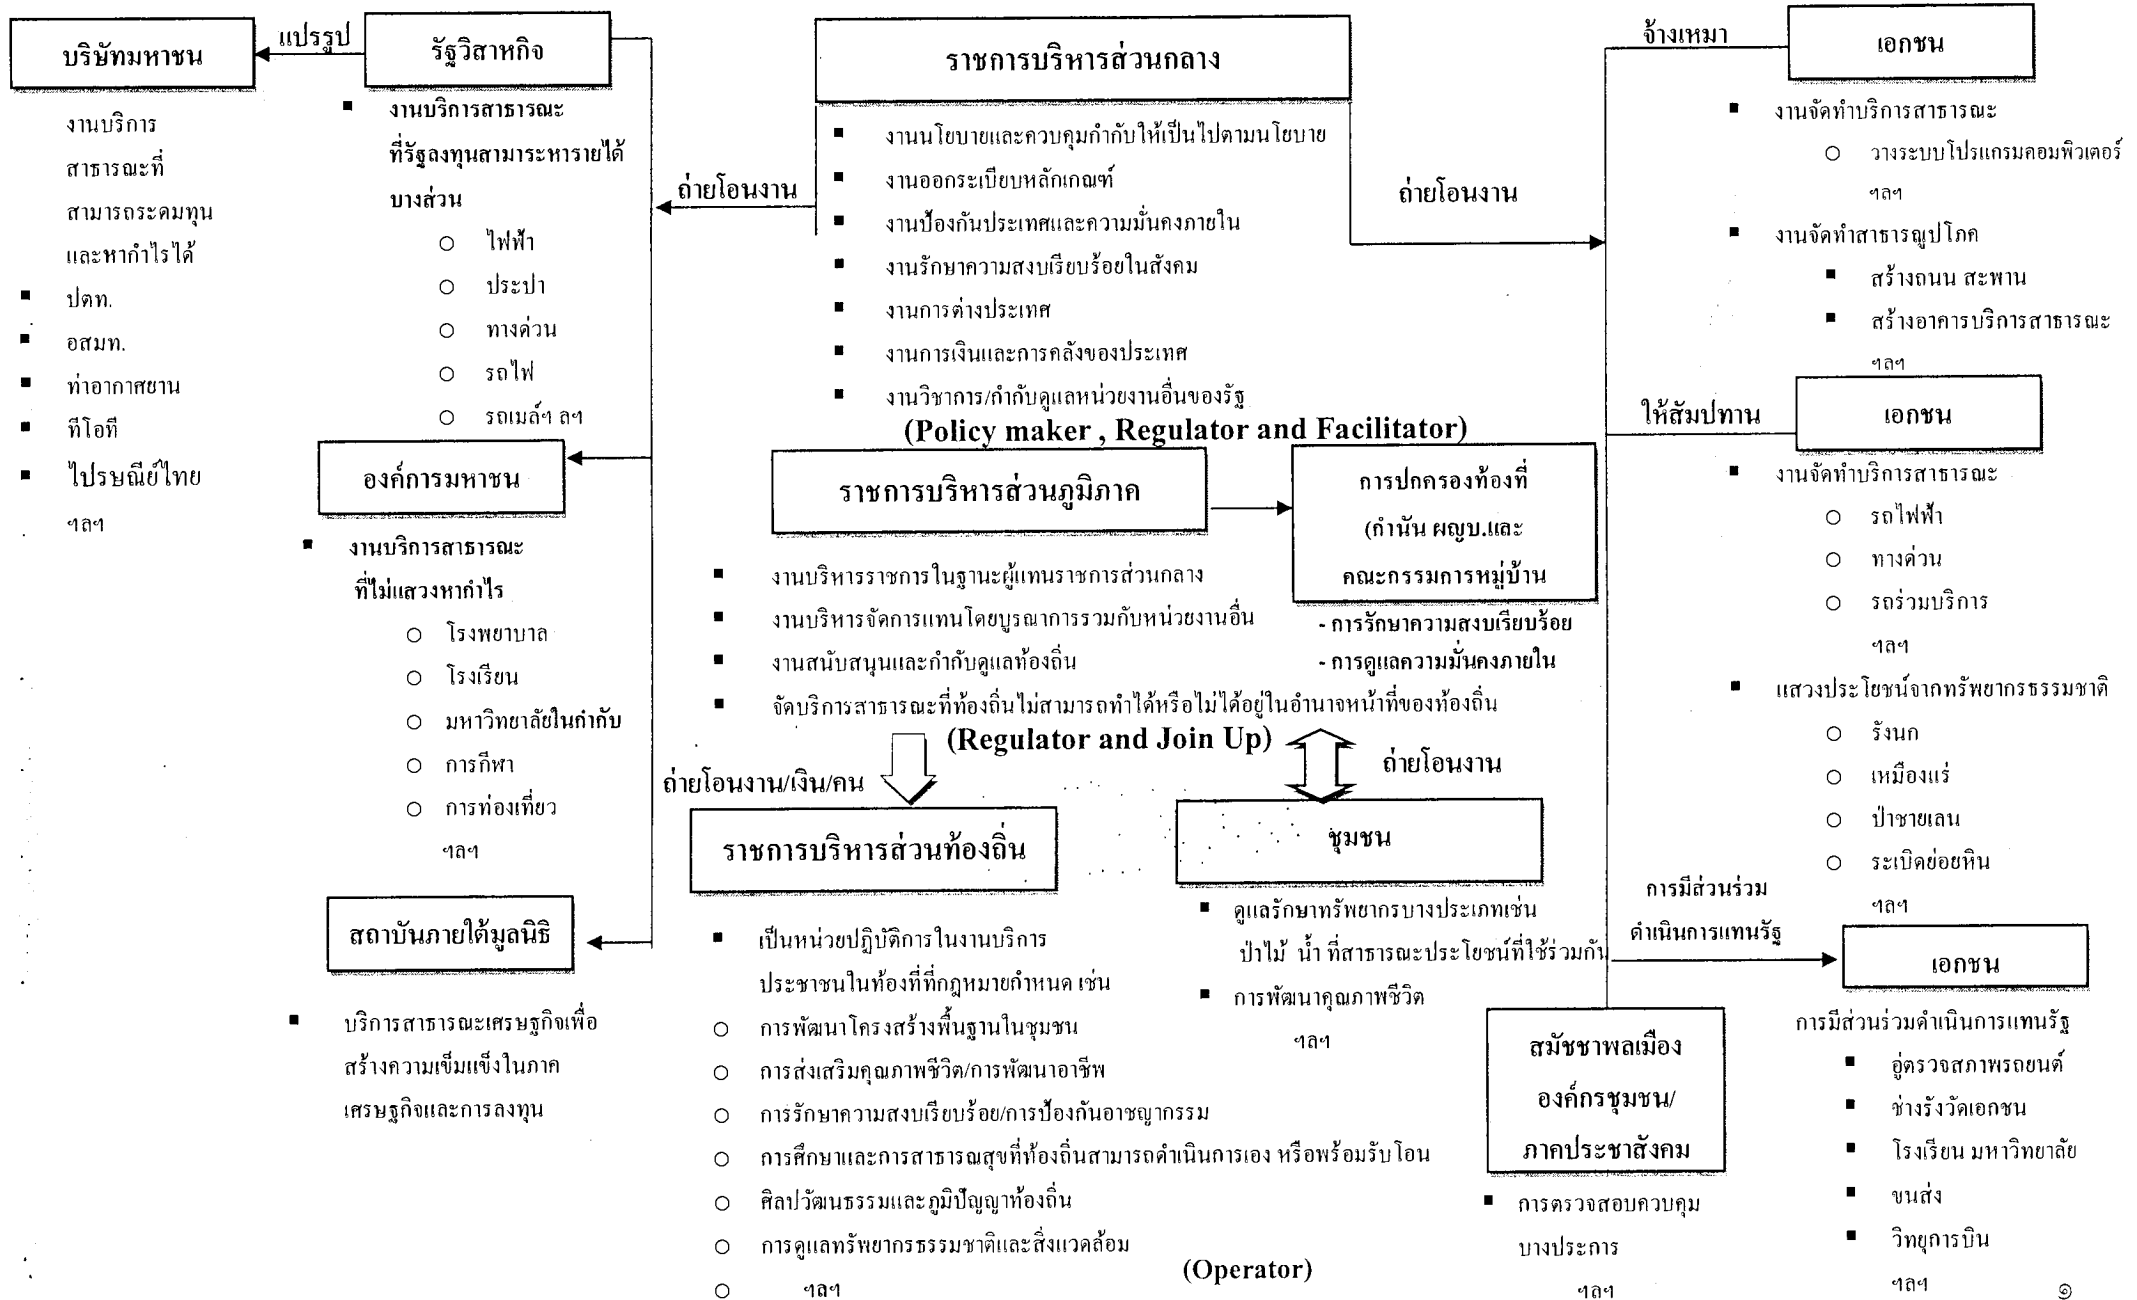 บริษัทมหาชน
แปรรูป
รัฐวิสาหกิจ
งานบริการ
สาธารณะที่
สามารถระดมทุน
และหากำไรได้
ปตท.
อสมท.
ท่าอากาศยาน
ทีโอที
ไปรษณีย์ไทย
ฯลฯ
งานบริการสาธารณะ
ที่รัฐลงทุนสามาระหารายได้
บางส่วน
ไฟฟ้า
ประปา
ทางด่วน
รถไฟ
รถเมล์ฯ ลฯ
องค์การมหาชน
งานบริการสาธารณะ
ที่ไม่แสวงหากำไร
โรงพยาบาล
โรงเรียน
มหาวิทยาลัยในกำกับ
การกีฬา
การท่องเที่ยว
ฯลฯ
สถาบันภายใต้มูลนิธิ
บริการสาธารณะเศรษฐกิจเพื่อ
สร้างความเข็มแข็งในภาค
เศรษฐกิจและการลงทุน
ราชการบริหารส่วนกลาง
ถ่ายโอนงาน
งานนโยบายและควบคุมกำกับให้เป็นไปตามนโยบาย
งานออกระเบียบหลักเกณฑ์
งานป้องกันประเทศและความมั่นคงภายใน
งานรักษาความสงบเรียบร้อยในสังคม
งานการต่างประเทศ
งานการเงินและการคลังของประเทศ
งานวิชาการ/กำกับดูแลหน่วยงานอื่นของรัฐ
(Policy maker , Regulator and Facilitator)
ถ่ายโอนงาน
ราชการบริหารส่วนภูมิภาค
การปกครองท้องที่
(กำนัน ผญบ.และ
คณะกรรมการหมู่บ้าน
- การรักษาความสงบเรียบร้อย
- การดูแลความมั่นคงภายใน
งานบริหารราชการในฐานะผู้แทนราชการส่วนกลาง
งานบริหารจัดการแทนโดยบูรณาการรวมกับหน่วยงานอื่น
งานสนับสนุนและกำกับดูแลท้องถิ่น
จัดบริการสาธารณะที่ท้องถิ่นไม่สามารถทำได้หรือไม่ได้อยู่ในอำนาจหน้าที่ของท้องถิ่น
(Regulator and Join Up)
ถ่ายโอนงาน/เงิน/คน
ถ่ายโอนงาน
ราชการบริหารส่วนท้องถิ่น
เป็นหน่วยปฏิบัติการในงานบริการ
ประชาชนในท้องที่ที่กฎหมายกำหนด เช่น
การพัฒนาโครงสร้างพื้นฐานในชุมชน
การส่งเสริมคุณภาพชีวิต/การพัฒนาอาชีพ
การรักษาความสงบเรียบร้อย/การป้องกันอาชญากรรม
การศึกษาและการสาธารณสุขที่ท้องถิ่นสามารถดำเนินการเอง หรือพร้อมรับโอน
ศิลปวัฒนธรรมและภูมิปัญญาท้องถิ่น
การดูแลทรัพยากรธรรมชาติและสิ่งแวดล้อม
ฯลฯ
(Operator)
ชุมชน
ดูแลรักษาทรัพยากรบางประเภทเช่น
ป่าไม้ น้ำ ที่สาธารณะประโยชน์ที่ใช้ร่วมกัน
การพัฒนาคุณภาพชีวิต
ฯลฯ
จ้างเหมา
เอกชน
งานจัดทำบริการสาธารณะ
วางระบบโปรแกรมคอมพิวเตอร์
ฯลฯ
งานจัดทำสาธารณูปโภค
สร้างถนน สะพาน
สร้างอาคารบริการสาธารณะ
ฯลฯ
ให้สัมปทาน
เอกชน
งานจัดทำบริการสาธารณะ
รถไฟฟ้า
ทางด่วน
รถร่วมบริการ
ฯลฯ
แสวงประโยชน์จากทรัพยากรธรรมชาติ
รังนก
เหมืองแร่
ป่าชายเลน
ระเบิดย่อยหิน
ฯลฯ
การมีส่วนร่วม
ดำเนินการแทนรัฐ
เอกชน
การมีส่วนร่วมดำเนินการแทนรัฐ
อู่ตรวจสภาพรถยนต์
ช่างรังวัดเอกชน
โรงเรียน มหาวิทยาลัย
ขนส่ง
วิทยุการบิน
ฯลฯ
สมัชชาพลเมือง
องค์กรชุมชน/
ภาคประชาสังคม
การตรวจสอบควบคุม
บางประการ
ฯลฯ
๑